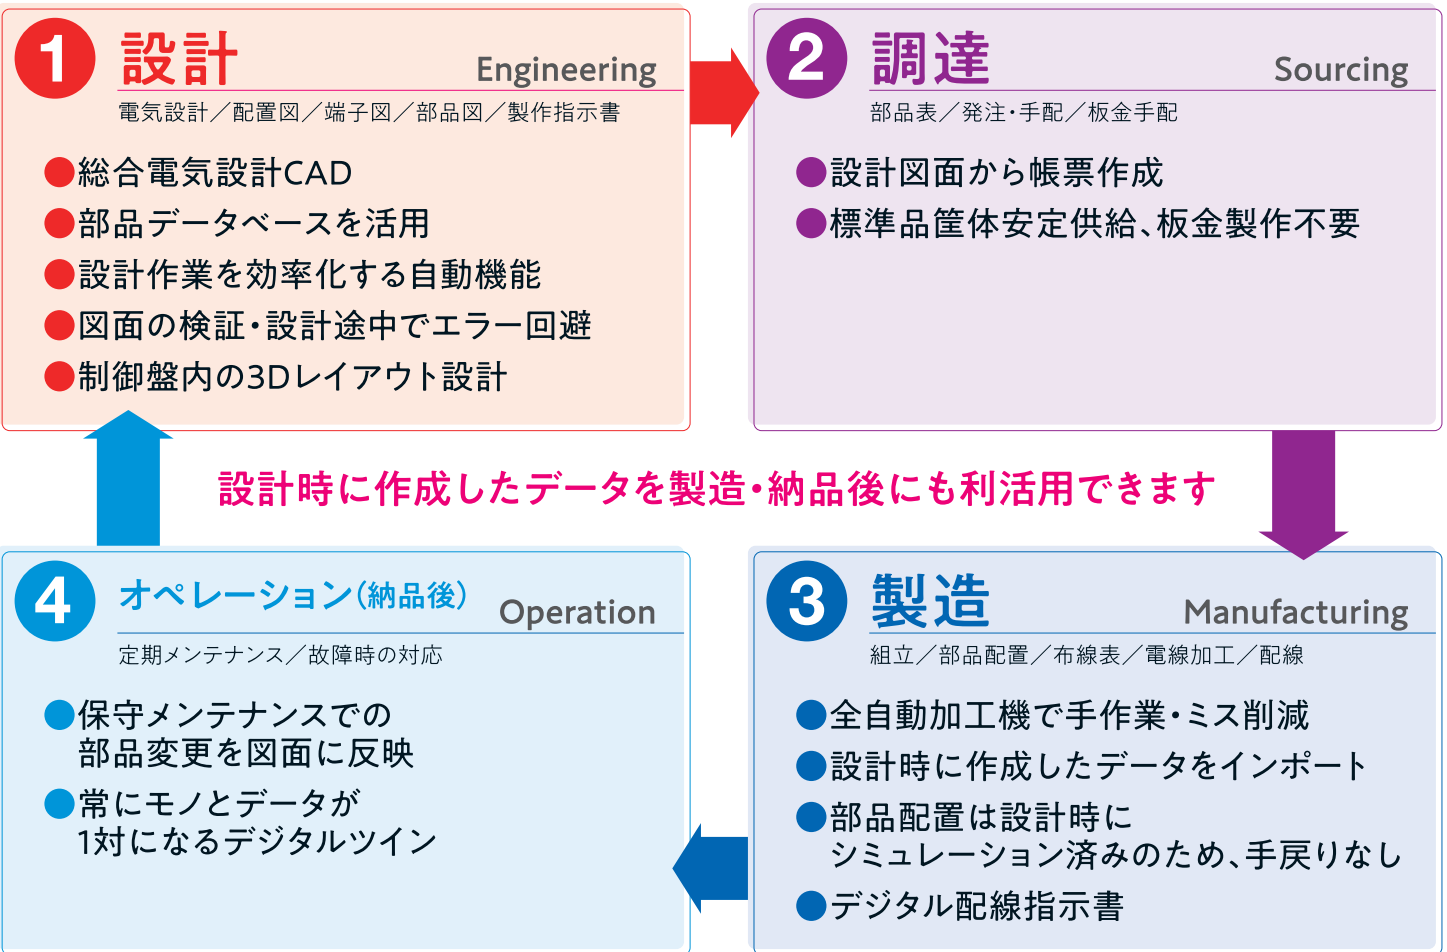 1 設計 Engineering
電気設計／配置図／端子図／部品図／製作指示書
●総合電気設計CAD
●部品データベースを活用
●設計作業を効率化する自動機能
●図面の検証・設計途中でエラー回避
●制御盤内の3Dレイアウト設計
2 調達 Sourcing
部品表／発注・手配／板金手配
●設計図面から帳票作成
●標準品筐体安定供給、板金製作不要
設計時に作成したデータを製造・納品後にも利活用できます
4 オペレーション（納品後） Operation
定期メンテナンス／故障時の対応
●保守メンテナンスでの
部品変更を図面に反映
●常にモノとデータが
1対になるデジタルツイン
3 製造 Manufacturing
組立／部品配置／布線表／電線加工／配線
●全自動加工機で手作業・ミス削減
●設計時に作成したデータをインポート
●部品配置は設計時に
シミュレーション済みのため、手戻りなし
●デジタル配線指示書